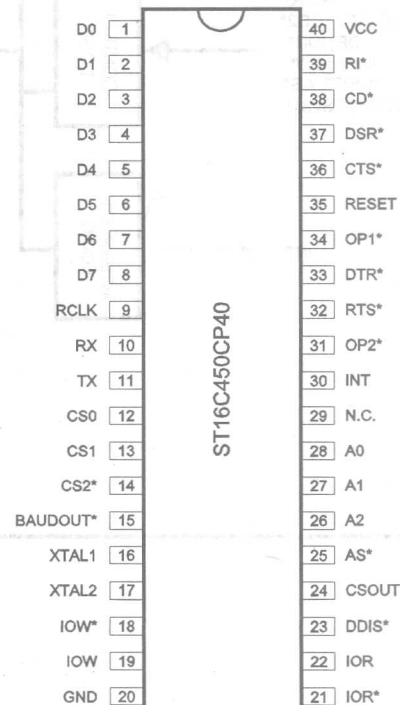 D0 1 40 VCC
D1 2 39 RI*
D2 3 38 CD*
D3 4 37 DSR*
D4 5 36 CTS*
D5 6 35 RESET
D6 7 34 OP1*
D7 8 33 DTR*
RCLK 9 32 RTS*
RX 10 31 OP2*
TX 11 30 INT
CS0 12 29 N.C.
CS1 13 28 A0
CS2* 14 27 A1
BAUDOUT* 15 26 A2
XTAL1 16 25 AS*
XTAL2 17 24 CSOUT
IOW* 18 23 DDIS*
IOW 19 22 IOR
GND 20 21 IOR*
ST16C450CP40